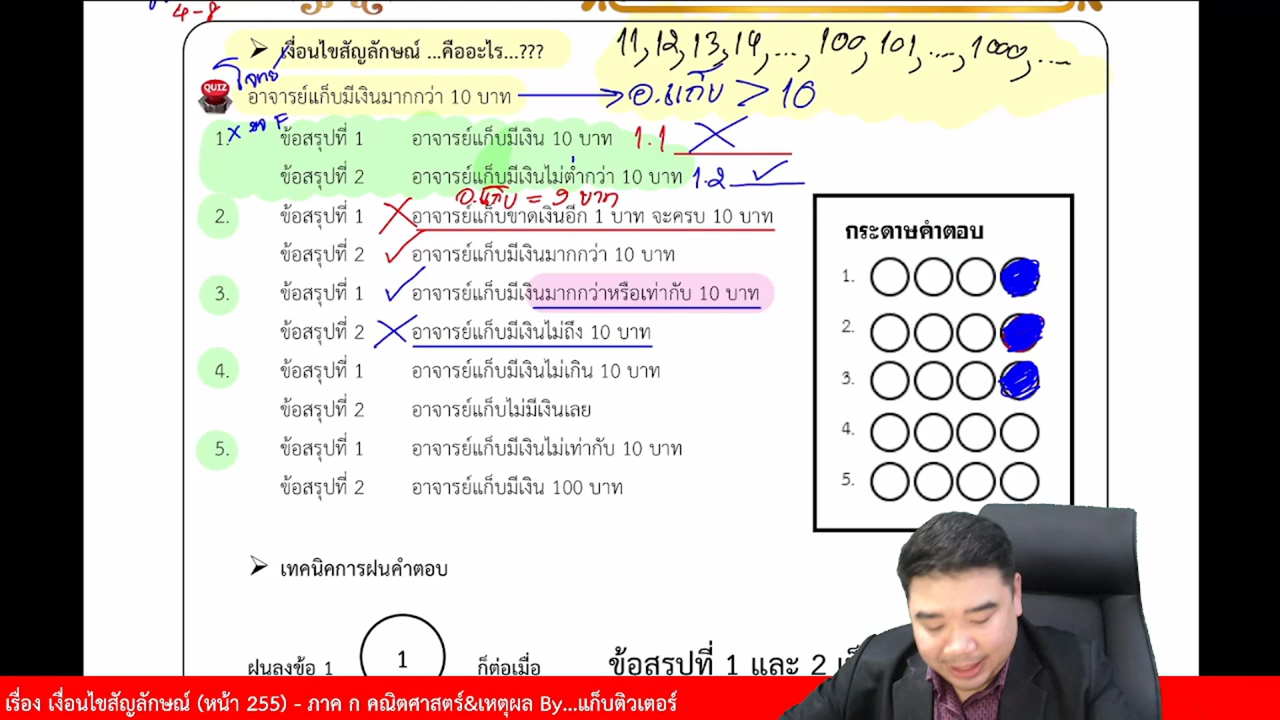 4-8
➤ เงื่อนไขสัญลักษณ์ ...คืออะไร...???
11, 12, 13, 14, ..., 100, 101, ...., 1000, ....
โจทย์
QUIZ
อาจารย์แก็บมีเงินมากกว่า 10 บาท
อ.แก็บ > 10
1. ข้อสรุปที่ 1 อาจารย์แก็บมีเงิน 10 บาท 1.1
ข้อสรุปที่ 2 อาจารย์แก็บมีเงินไม่ต่ำกว่า 10 บาท 1.2
อ.แก็บ = 9 บาท
2. ข้อสรุปที่ 1 อาจารย์แก็บขาดเงินอีก 1 บาท จะครบ 10 บาท
ข้อสรุปที่ 2 อาจารย์แก็บมีเงินมากกว่า 10 บาท
3. ข้อสรุปที่ 1 อาจารย์แก็บมีเงินมากกว่าหรือเท่ากับ 10 บาท
ข้อสรุปที่ 2 อาจารย์แก็บมีเงินไม่ถึง 10 บาท
4. ข้อสรุปที่ 1 อาจารย์แก็บมีเงินไม่เกิน 10 บาท
ข้อสรุปที่ 2 อาจารย์แก็บไม่มีเงินเลย
5. ข้อสรุปที่ 1 อาจารย์แก็บมีเงินไม่เท่ากับ 10 บาท
ข้อสรุปที่ 2 อาจารย์แก็บมีเงิน 100 บาท
กระดาษคำตอบ
1.
2.
3.
4.
5.
➤ เทคนิคการฝนคำตอบ
ฝนลงข้อ 1 1 ก็ต่อเมื่อ ข้อสรุปที่ 1 และ 2
เรื่อง เงื่อนไขสัญลักษณ์ (หน้า 255) - ภาค ก คณิตศาสตร์&เหตุผล By...แก็บติวเตอร์